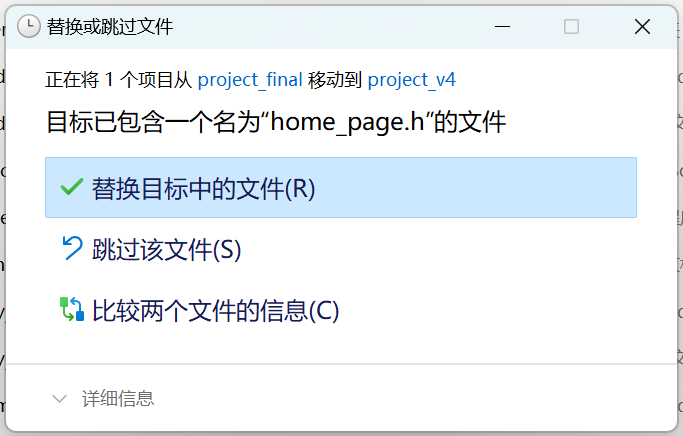 替换或跳过文件
正在将 1 个项目从 project_final 移动到 project_v4
目标已包含一个名为“home_page.h”的文件
替换目标中的文件(R)
跳过该文件(S)
比较两个文件的信息(C)
详细信息